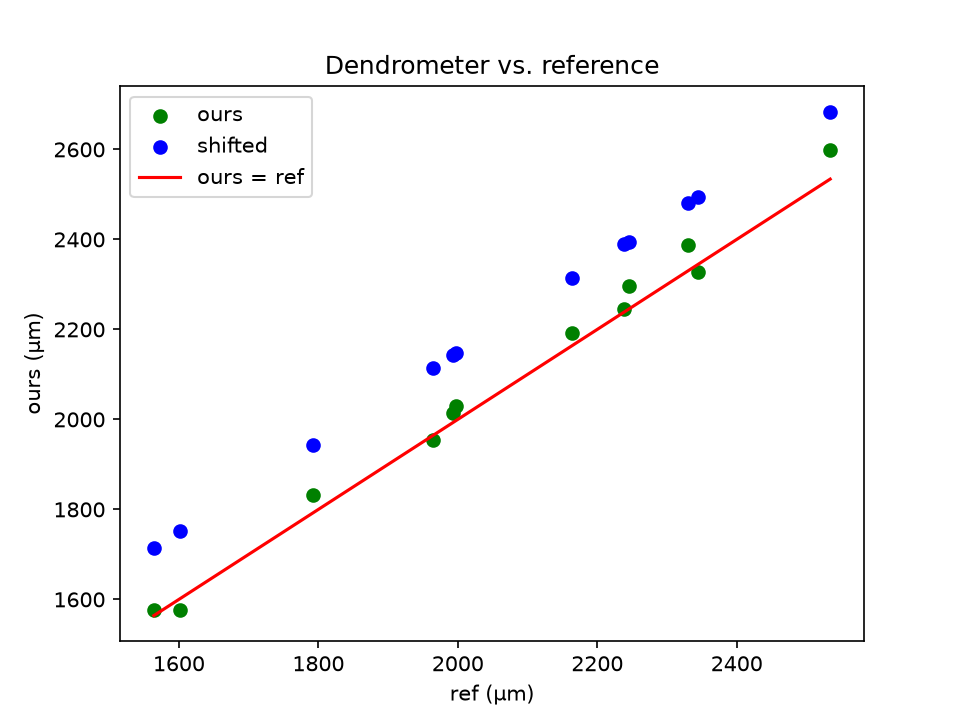 Dendrometer vs. reference
ours
shifted
ours = ref
2600
2400
2200
2000
1800
1600
ours (μm)
1600 1800 2000 2200 2400
ref (μm)